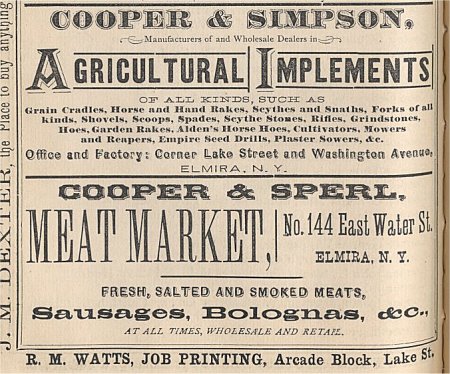 COOPER & SIMPSON,
Manufacturers of and Wholesale Dealers in
AGRICULTURAL IMPLEMENTS
OF ALL KINDS, SUCH AS
Grain Cradles, Horse and Hand Rakes, Scythes and Snaths, Forks of all
kinds, Shovels, Scoops, Spades, Scythe Stones, Rifles, Grindstones,
Hoes, Garden Rakes, Alden's Horse Hoes, Cultivators, Mowers
and Reapers, Empire Seed Drills, Plaster Sowers, &c.
Office and Factory: Corner Lake Street and Washington Avenue,
ELMIRA, N. Y.
COOPER & SPERL,
MEAT MARKET,
No. 144 East Water St.
ELMIRA, N. Y.
FRESH, SALTED AND SMOKED MEATS,
Sausages, Bolognas, &c.,
AT ALL TIMES, WHOLESALE AND RETAIL.
R. M. WATTS, JOB PRINTING, Arcade Block, Lake St.
J. M. DEXTER, the Place to buy anything